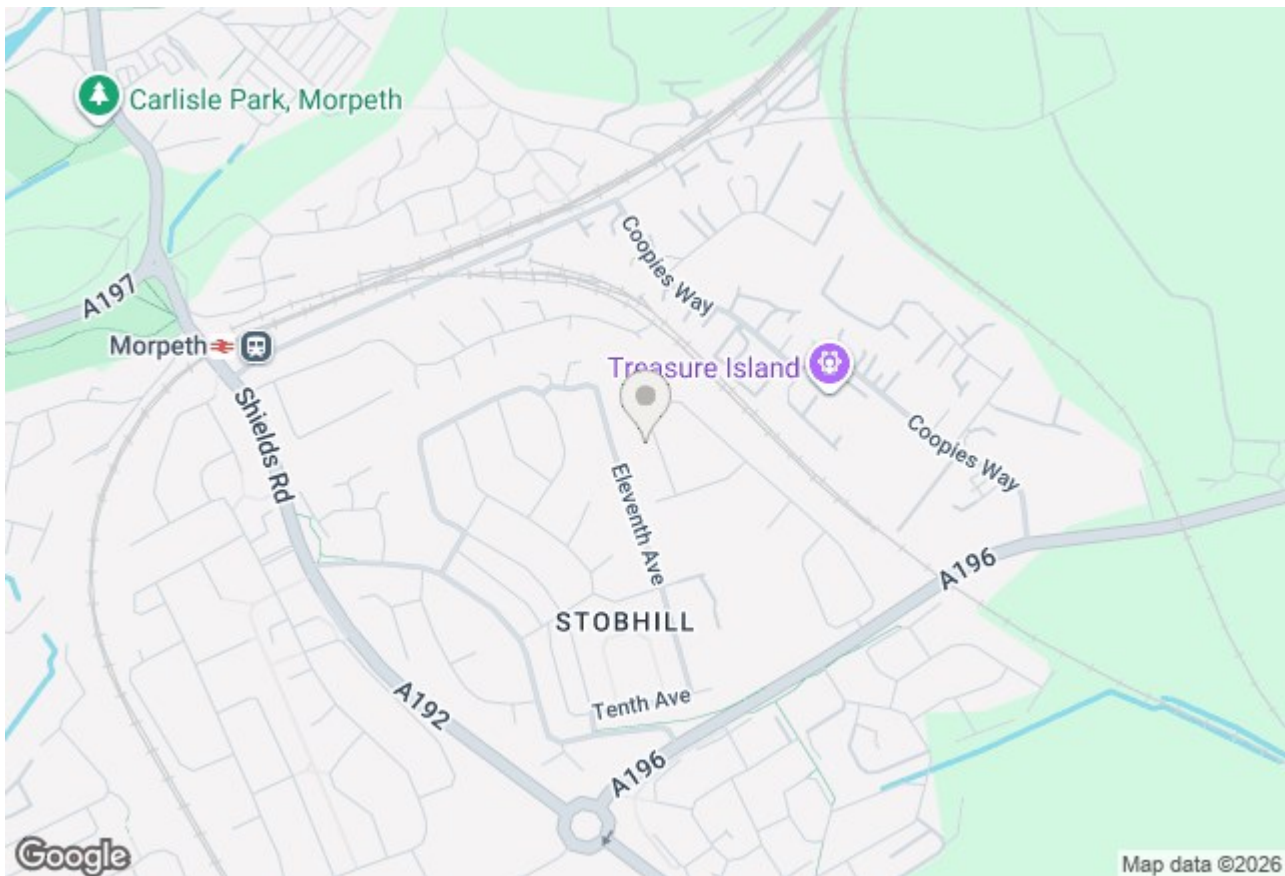 Carlisle Park, Morpeth
A197
Morpeth
Shields Rd
Coopies Way
Treasure Island
Coopies Way
Eleventh Ave
A196
STOBHILL
Tenth Ave
A192
A196
Google
Map data ©2026